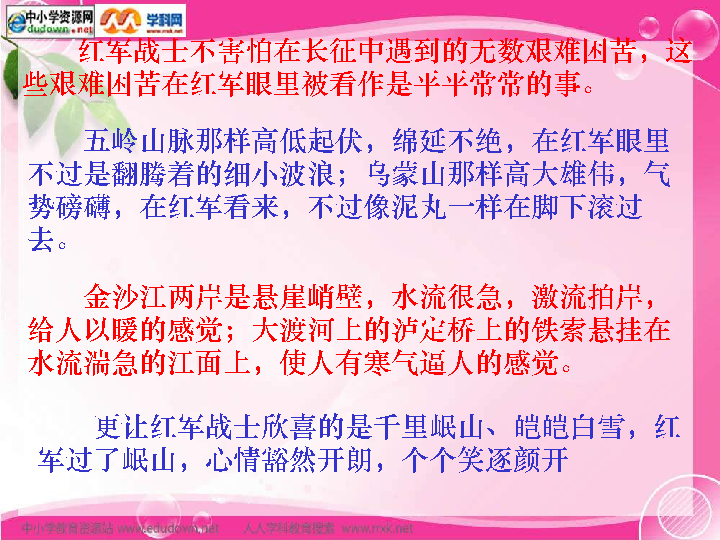 中小学资源网
edudown.net
学科网
www.nxk.net
红军战士不害怕在长征中遇到的无数艰难困苦，这
些艰难困苦在红军眼里被看作是平平常常的事。
五岭山脉那样高低起伏，绵延不绝，在红军眼里
不过是翻腾着的细小波浪；乌蒙山那样高大雄伟，气
势磅礴，在红军看来，不过像泥丸一样在脚下滚过
去。
金沙江两岸是悬崖峭壁，水流很急，激流拍岸，
给人以暖的感觉；大渡河上的泸定桥上的铁索悬挂在
水流湍急的江面上，使人有寒气逼人的感觉。
更让红军战士欣喜的是千里岷山、皑皑白雪，红
军过了岷山，心情豁然开朗，个个笑逐颜开
中小学教育资源站 www.edudown.net 人人学科教育搜索 www.rrxk.net